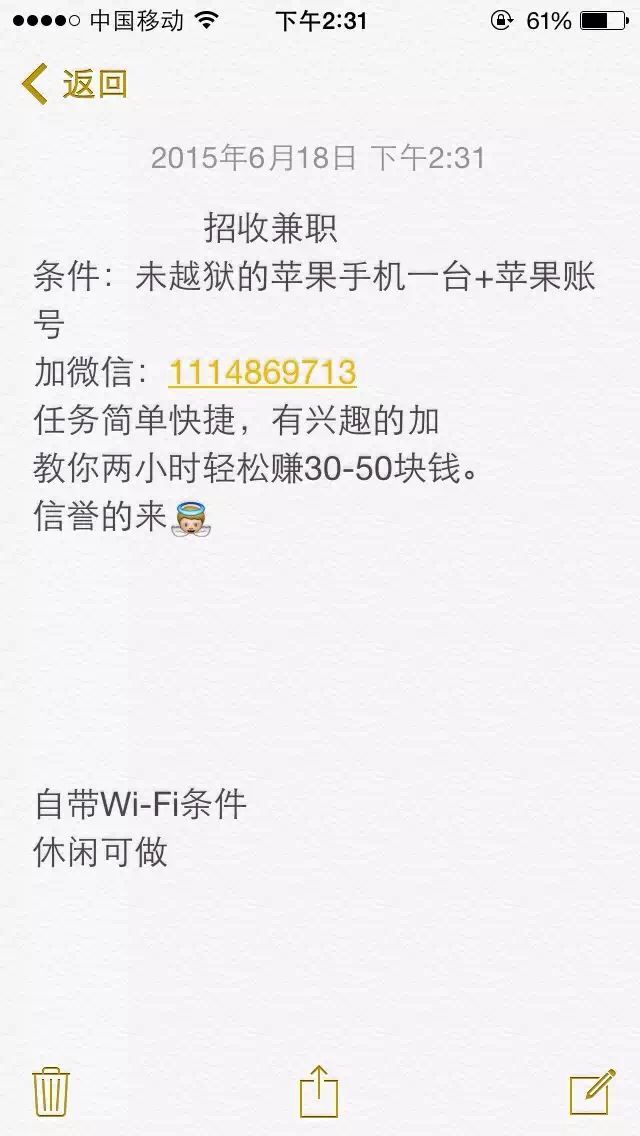 中国移动 下午2:31 61%
返回
2015年6月18日 下午2:31
招收兼职
条件：未越狱的苹果手机一台+苹果账
号
加微信：1114869713
任务简单快捷，有兴趣的加
教你两小时轻松赚30-50块钱。
信誉的来👼
自带Wi-Fi条件
休闲可做